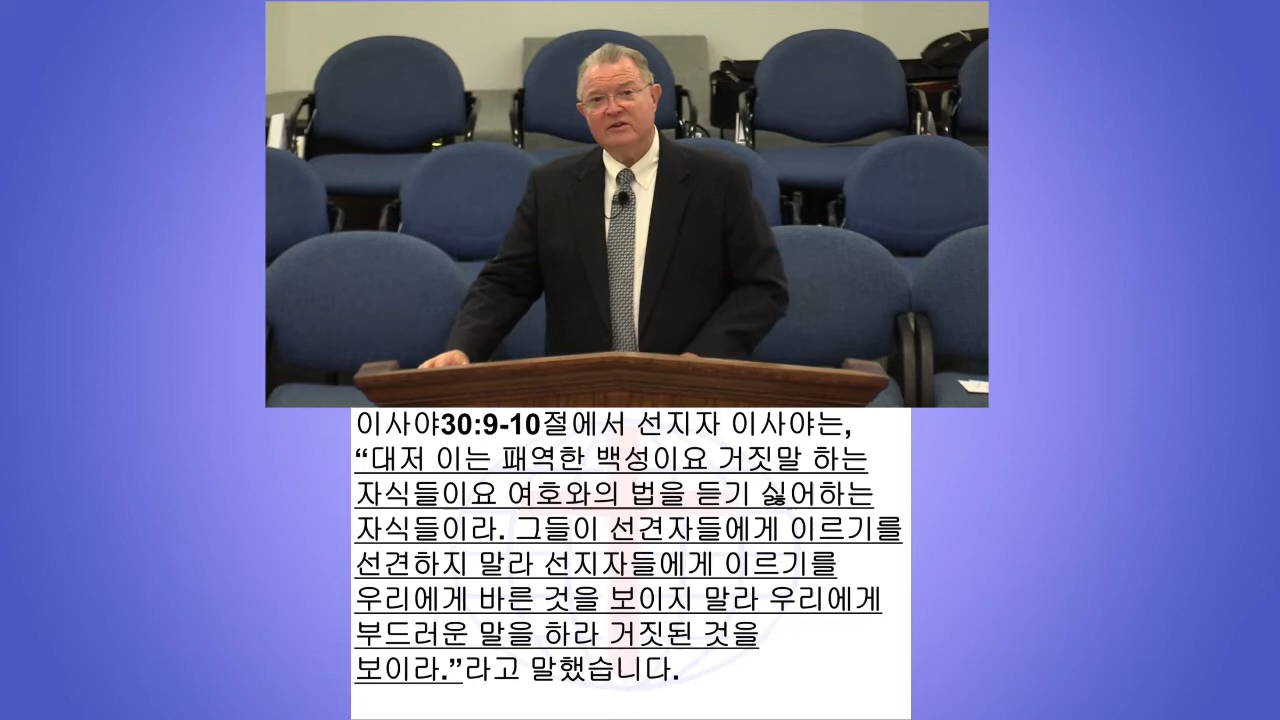 이사야30:9-10절에서 선지자 이사야는,
“대저 이는 패역한 백성이요 거짓말 하는
자식들이요 여호와의 법을 듣기 싫어하는
자식들이라. 그들이 선견자들에게 이르기를
선견하지 말라 선지자들에게 이르기를
우리에게 바른 것을 보이지 말라 우리에게
부드러운 말을 하라 거짓된 것을
보이라.”라고 말했습니다.